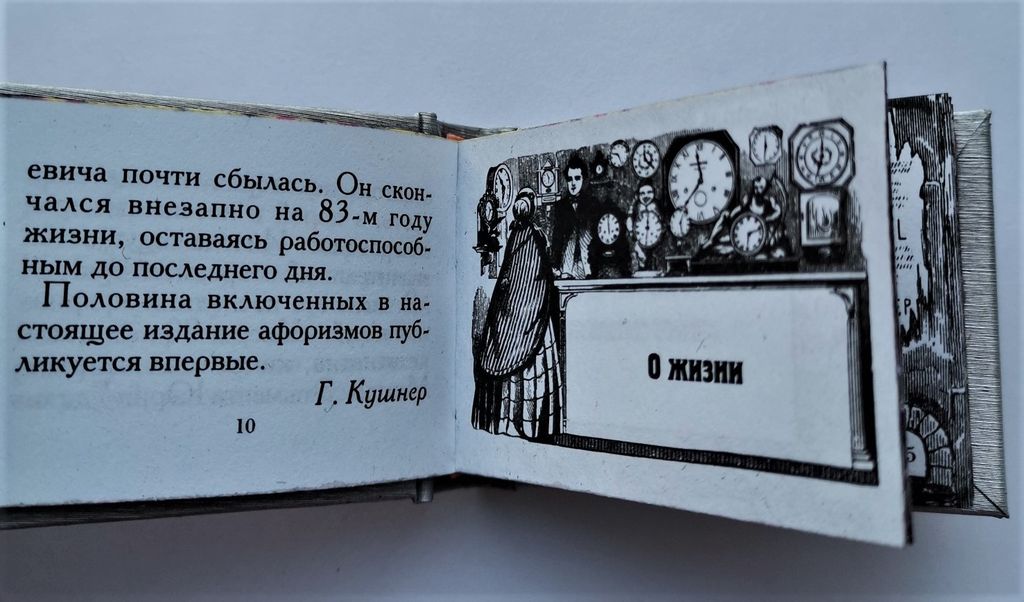 евича почти сбылась. Он скон-
чался внезапно на 83-м году
жизни, оставаясь работоспособ-
ным до последнего дня.
Половина включенных в на-
стоящее издание афоризмов пуб-
ликуется впервые.
Г. Кушнер
10
О жизни